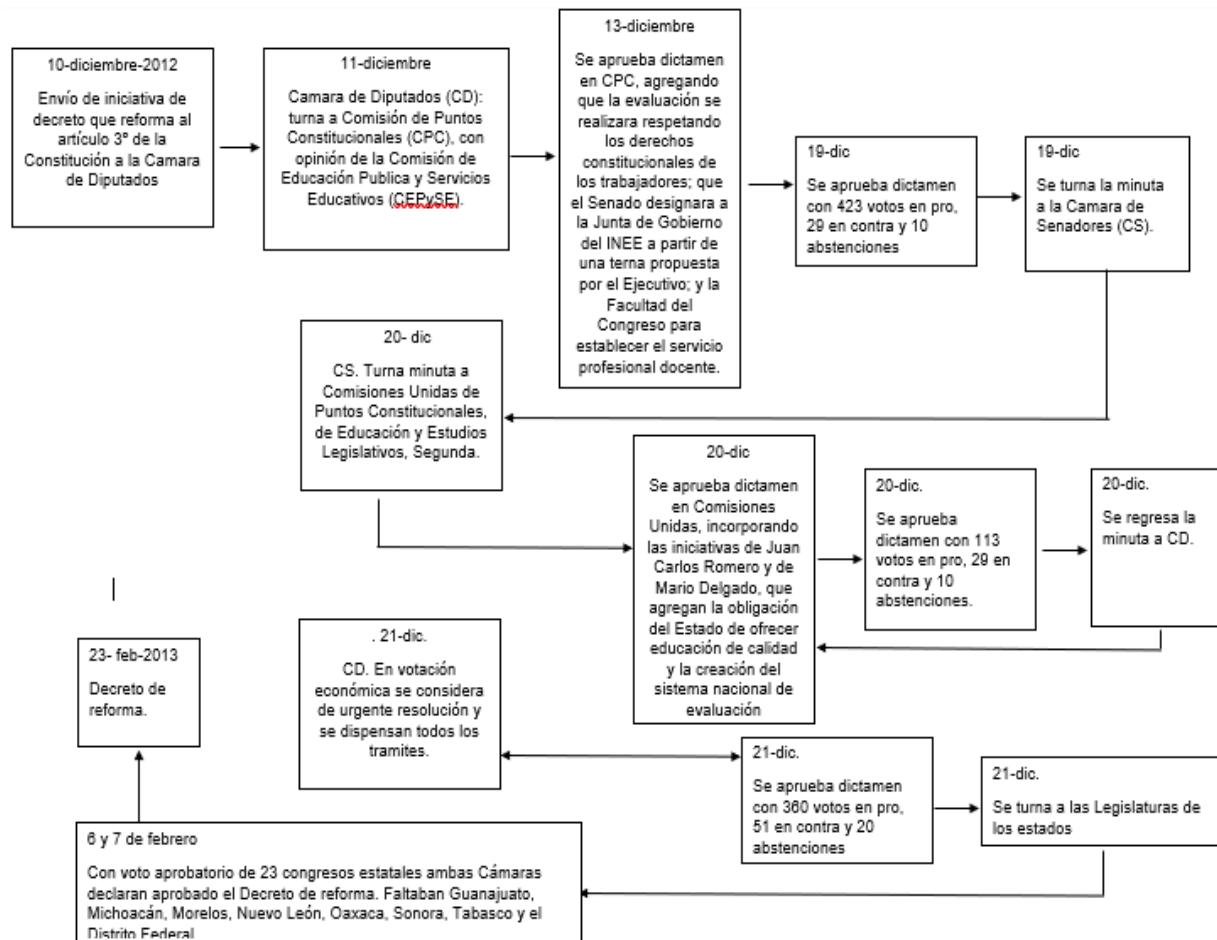 10-diciembre-2012
Envío de iniciativa de
decreto que reforma al
artículo 3º de la
Constitución a la Camara
de Diputados
11-diciembre
Camara de Diputados (CD):
turna a Comisión de Puntos
Constitucionales (CPC), con
opinión de la Comisión de
Educación Publica y Servicios
Educativos (CEPySE).
13-diciembre
Se aprueba dictamen
en CPC, agregando
que la evaluación se
realizara respetando
los derechos
constitucionales de
los trabajadores; que
el Senado designara a
la Junta de Gobierno
del INEE a partir de
una terna propuesta
por el Ejecutivo; y la
Facultad del
Congreso para
establecer el servicio
profesional docente.
19-dic
Se aprueba dictamen
con 423 votos en pro,
29 en contra y 10
abstenciones
19-dic
Se turna la minuta
a la Camara de
Senadores (CS).
20- dic
CS. Turna minuta a
Comisiones Unidas de
Puntos Constitucionales,
de Educación y Estudios
Legislativos, Segunda.
20-dic
Se aprueba dictamen
en Comisiones
Unidas, incorporando
las iniciativas de Juan
Carlos Romero y de
Mario Delgado, que
agregan la obligación
del Estado de ofrecer
educación de calidad
y la creación del
sistema nacional de
evaluación
20-dic.
Se aprueba
dictamen con 113
votos en pro, 29 en
contra y 10
abstenciones.
20-dic.
Se regresa la
minuta a CD.
. 21-dic.
CD. En votación
económica se considera
de urgente resolución y
se dispensan todos los
tramites.
21-dic.
Se aprueba dictamen
con 360 votos en pro,
51 en contra y 20
abstenciones
21-dic.
Se turna a las Legislaturas de
los estados
6 y 7 de febrero
Con voto aprobatorio de 23 congresos estatales ambas Cámaras
declaran aprobado el Decreto de reforma. Faltaban Guanajuato,
Michoacán, Morelos, Nuevo León, Oaxaca, Sonora, Tabasco y el
Distrito Federal
23- feb-2013
Decreto de
reforma.